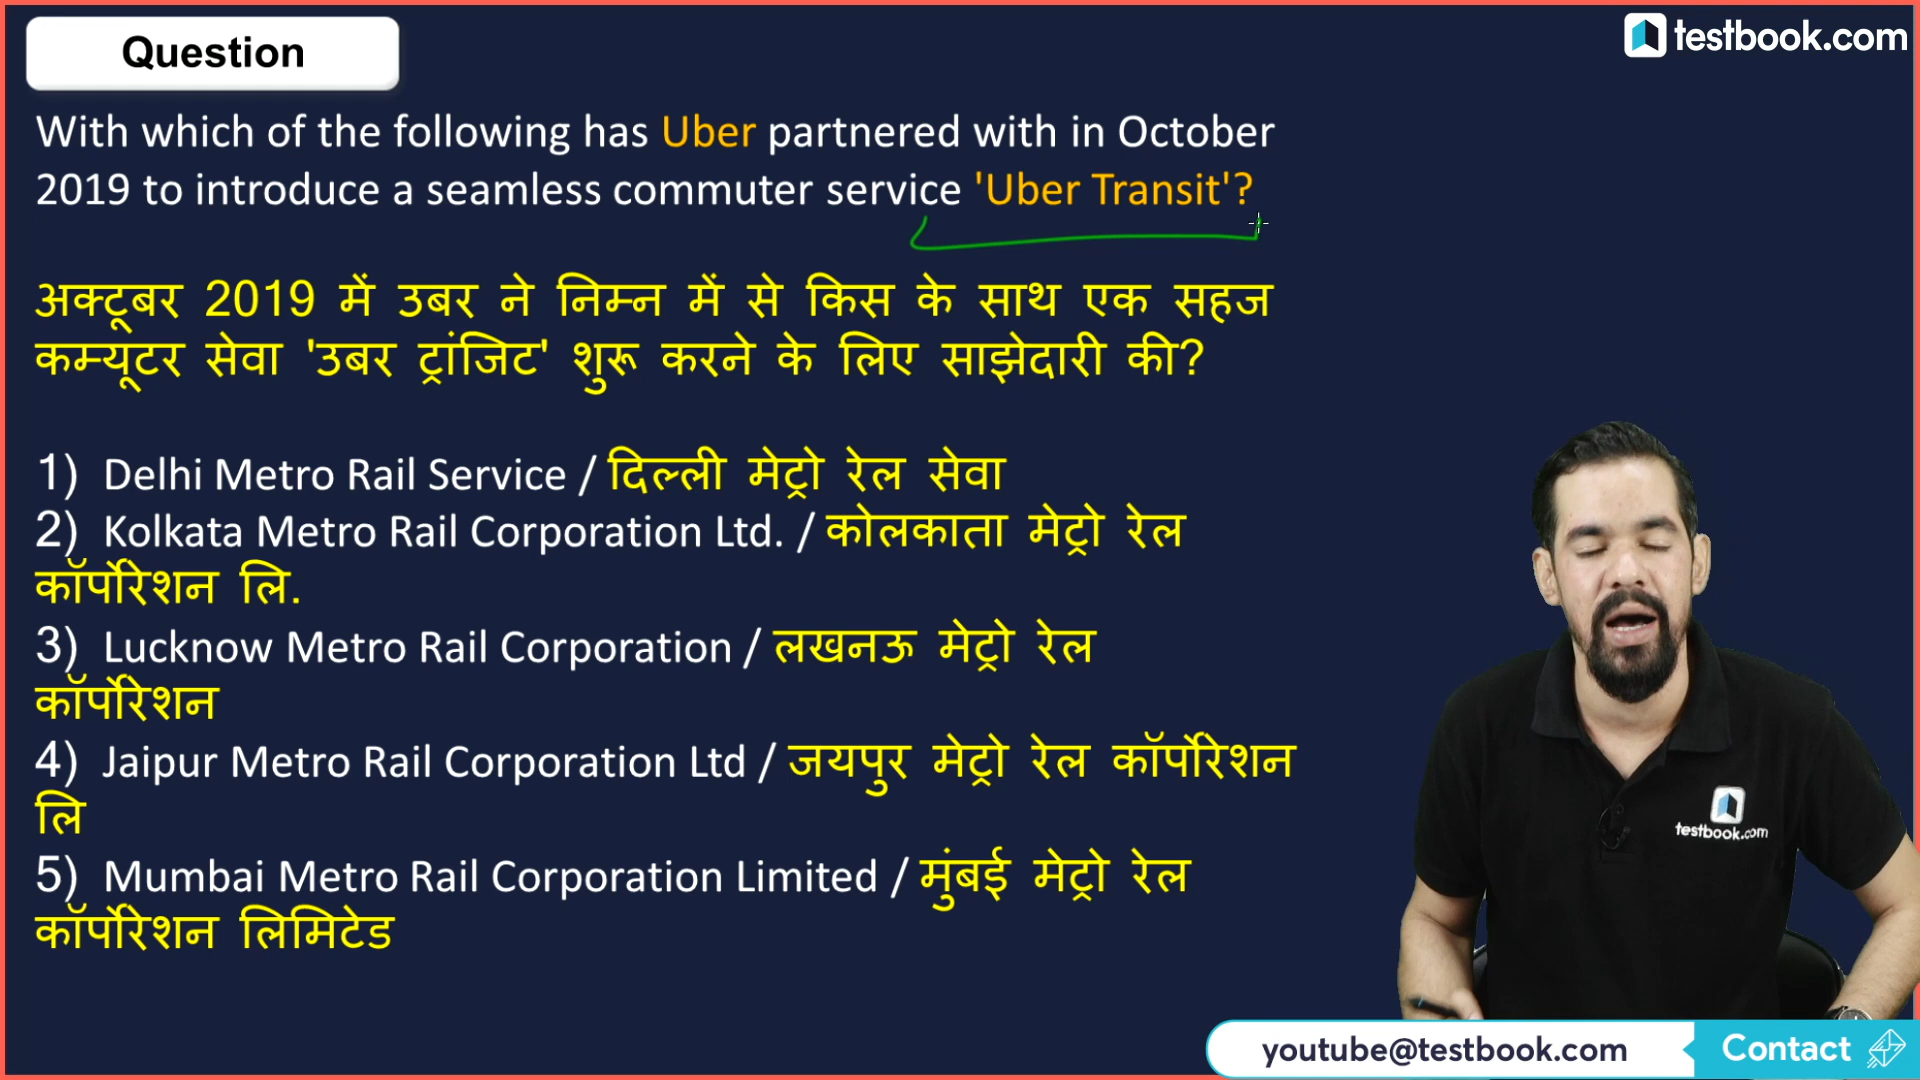 Question
testbook.com
With which of the following has Uber partnered with in October
2019 to introduce a seamless commuter service 'Uber Transit'?
अक्टूबर 2019 में उबर ने निम्न में से किस के साथ एक सहज
कम्यूटर सेवा 'उबर ट्रांजिट' शुरू करने के लिए साझेदारी की?
1) Delhi Metro Rail Service / दिल्ली मेट्रो रेल सेवा
2) Kolkata Metro Rail Corporation Ltd. / कोलकाता मेट्रो रेल
कॉर्पोरेशन लि.
3) Lucknow Metro Rail Corporation / लखनऊ मेट्रो रेल
कॉर्पोरेशन
4) Jaipur Metro Rail Corporation Ltd / जयपुर मेट्रो रेल कॉर्पोरेशन
लि
5) Mumbai Metro Rail Corporation Limited / मुंबई मेट्रो रेल
कॉर्पोरेशन लिमिटेड
testbook.com
youtube@testbook.com
Contact